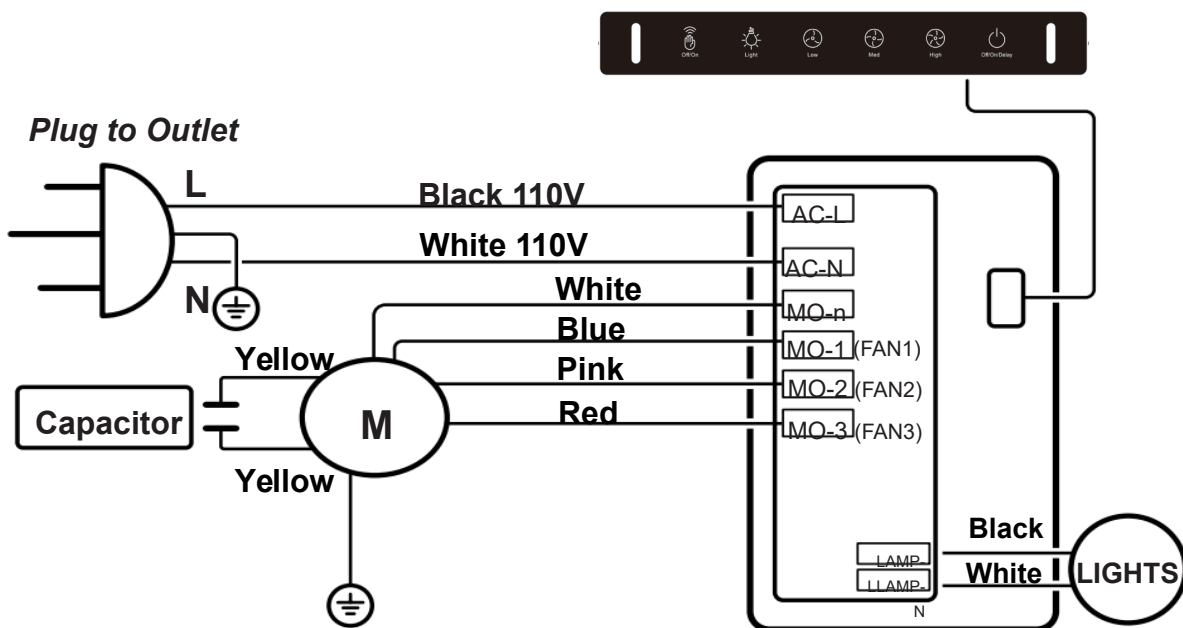 Off/On
Light
Low
Med
High
Off/On/Delay
Plug to Outlet
L
Black 110V
AC-L
White 110V
AC-N
N
White
MO-n
Blue
MO-1 (FAN1)
Yellow
Pink
MO-2 (FAN2)
Capacitor
M
Red
MO-3 (FAN3)
Yellow
Black
LAMP-
White
LLAMP-
N
LIGHTS